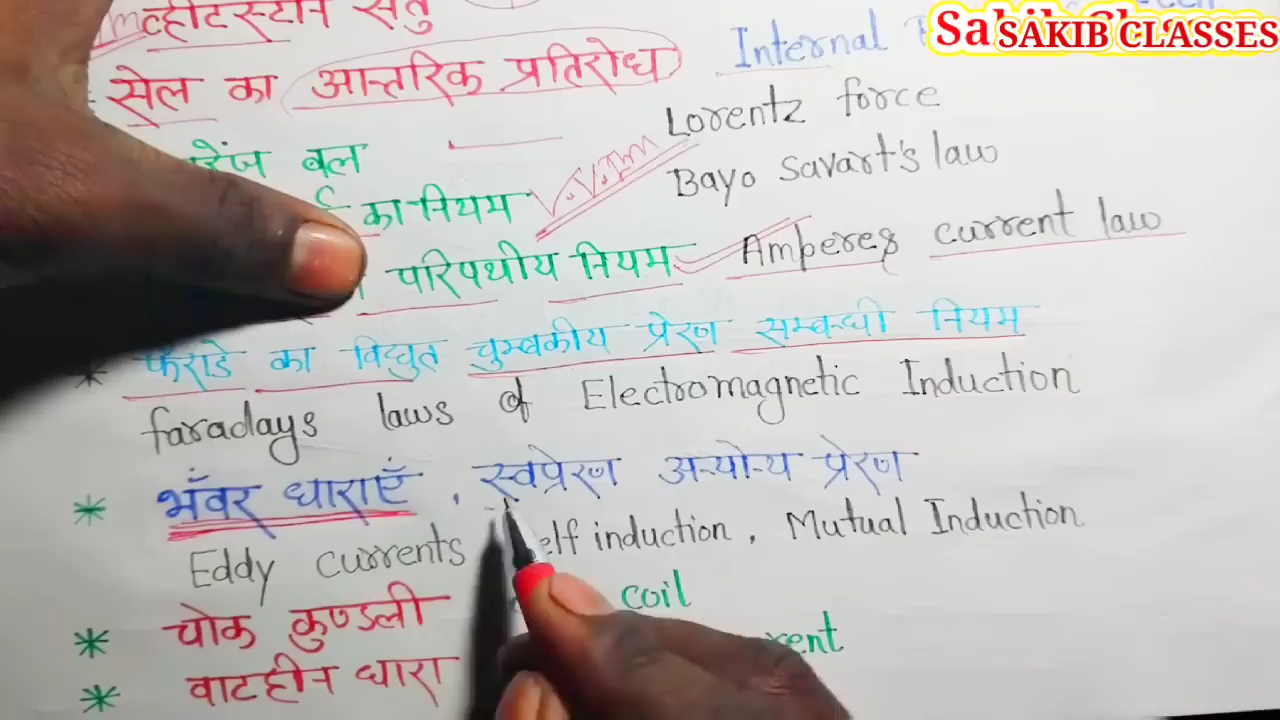 व्हीटस्टोन सेतु
Sa SAKIB CLASSES
सेल का आन्तरिक प्रतिरोध Internal
बल Lorentz force
का नियम Bayo Savart's law
परिपथीय नियम Amperes current law
* फैराडे का विद्युत चुम्बकीय प्रेरण सम्बन्धी नियम
faradays laws of Electromagnetic Induction
* भँवर धाराएँ , स्वप्रेरण अन्योन्य प्रेरण
Eddy currents elf induction , Mutual Induction
* चोक कुण्डली coil
* वाटहीन धारा